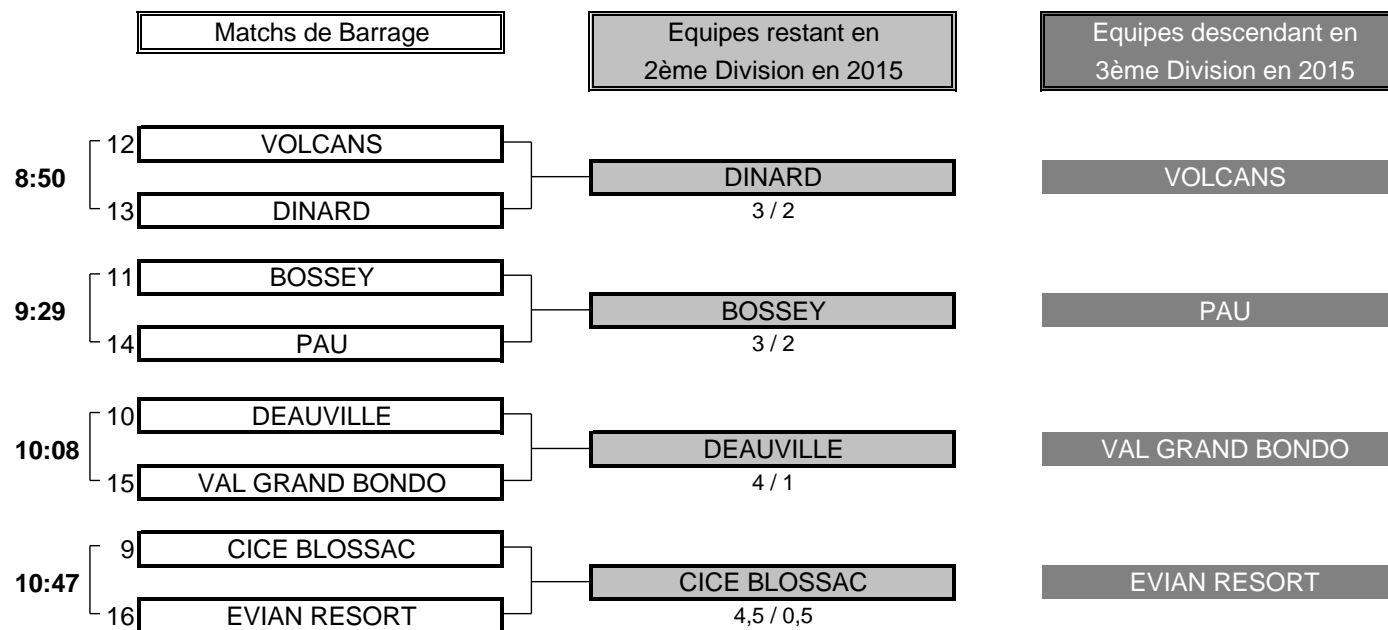 Matchs de Barrage
Equipes restant en
2ème Division en 2015
Equipes descendant en
3ème Division en 2015
8:50
12 VOLCANS
13 DINARD
DINARD
3 / 2
VOLCANS
9:29
11 BOSSEY
14 PAU
BOSSEY
3 / 2
PAU
10:08
10 DEAUVILLE
15 VAL GRAND BONDO
DEAUVILLE
4 / 1
VAL GRAND BONDO
10:47
9 CICE BLOSSAC
16 EVIAN RESORT
CICE BLOSSAC
4,5 / 0,5
EVIAN RESORT